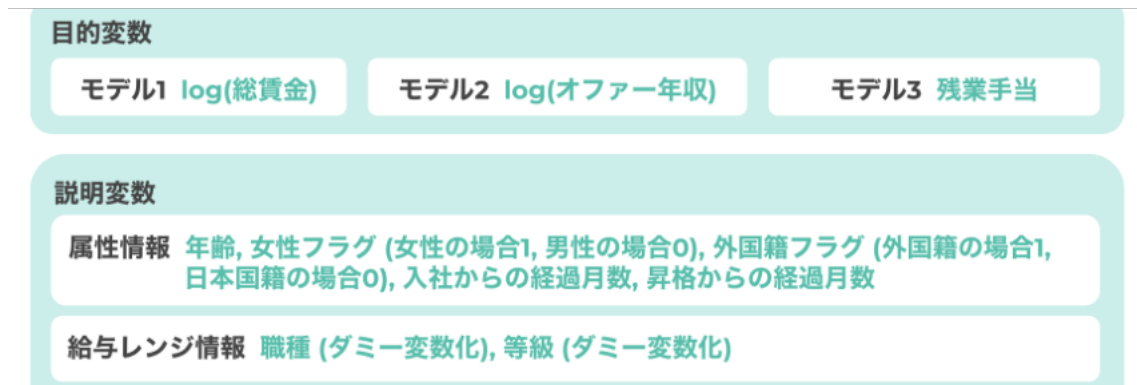 目的変数
モデル1 log(総賃金) モデル2 log(オファー年収) モデル3 残業手当
説明変数
属性情報 年齢, 女性フラグ (女性の場合1, 男性の場合0), 外国籍フラグ (外国籍の場合1,
日本国籍の場合0), 入社からの経過月数, 昇格からの経過月数
給与レンジ情報 職種 (ダミー変数化), 等級 (ダミー変数化)